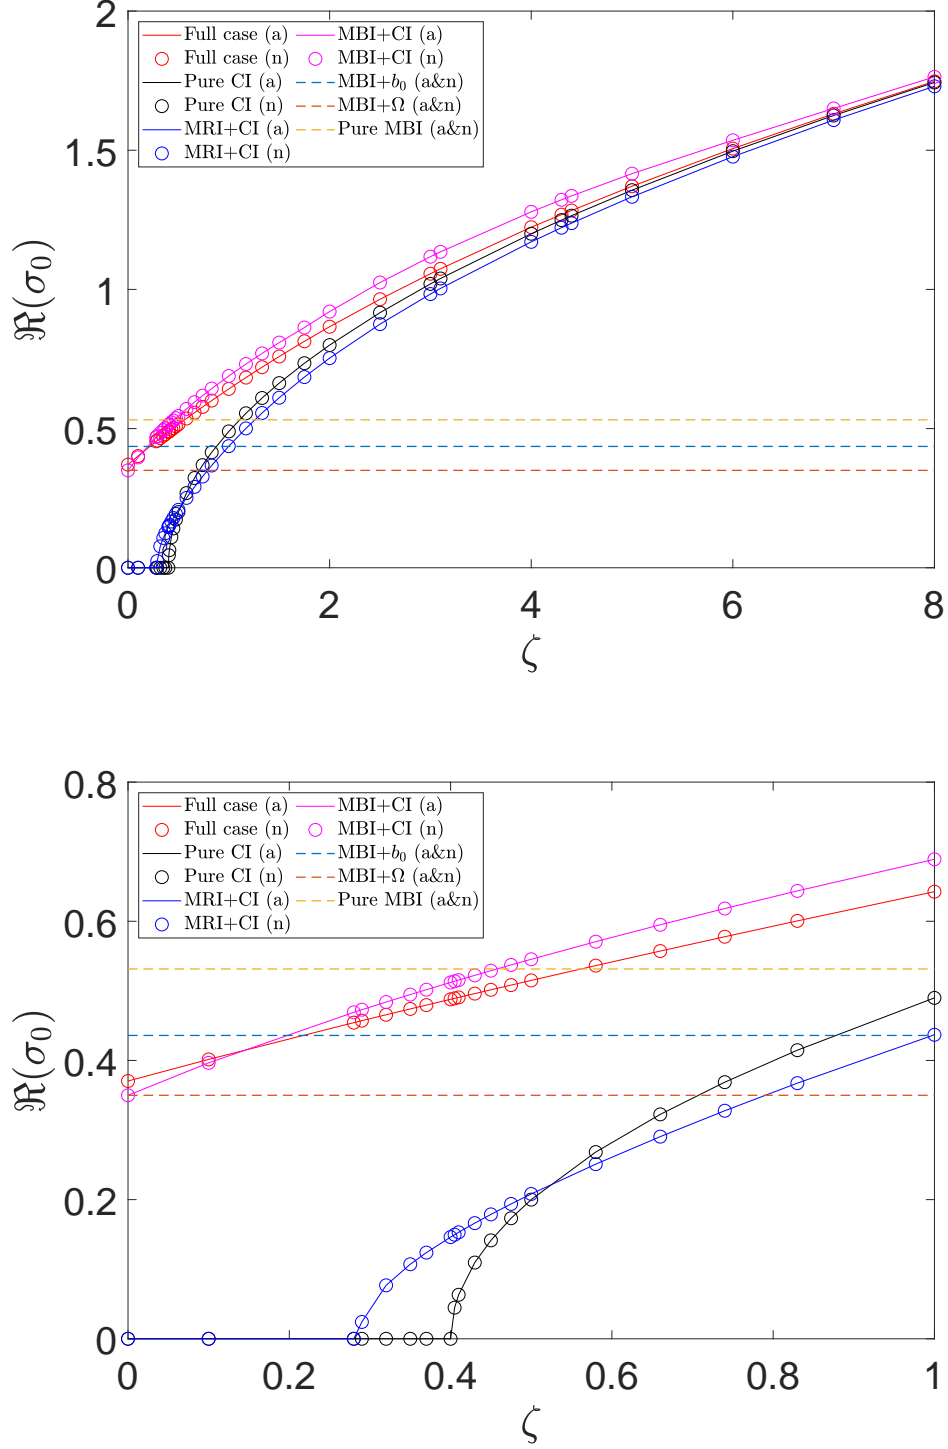 2
1.5
1
0.5
0
ℜ(σ₀)
Full case (a)
Full case (n)
Pure CI (a)
Pure CI (n)
MRI+CI (a)
MRI+CI (n)
MBI+CI (a)
MBI+CI (n)
MBI+b₀ (a&n)
MBI+Ω (a&n)
Pure MBI (a&n)
0 2 4 6 8
ζ
0.8
0.6
0.4
0.2
0
ℜ(σ₀)
Full case (a)
Full case (n)
Pure CI (a)
Pure CI (n)
MRI+CI (a)
MRI+CI (n)
MBI+CI (a)
MBI+CI (n)
MBI+b₀ (a&n)
MBI+Ω (a&n)
Pure MBI (a&n)
0 0.2 0.4 0.6 0.8 1
ζ